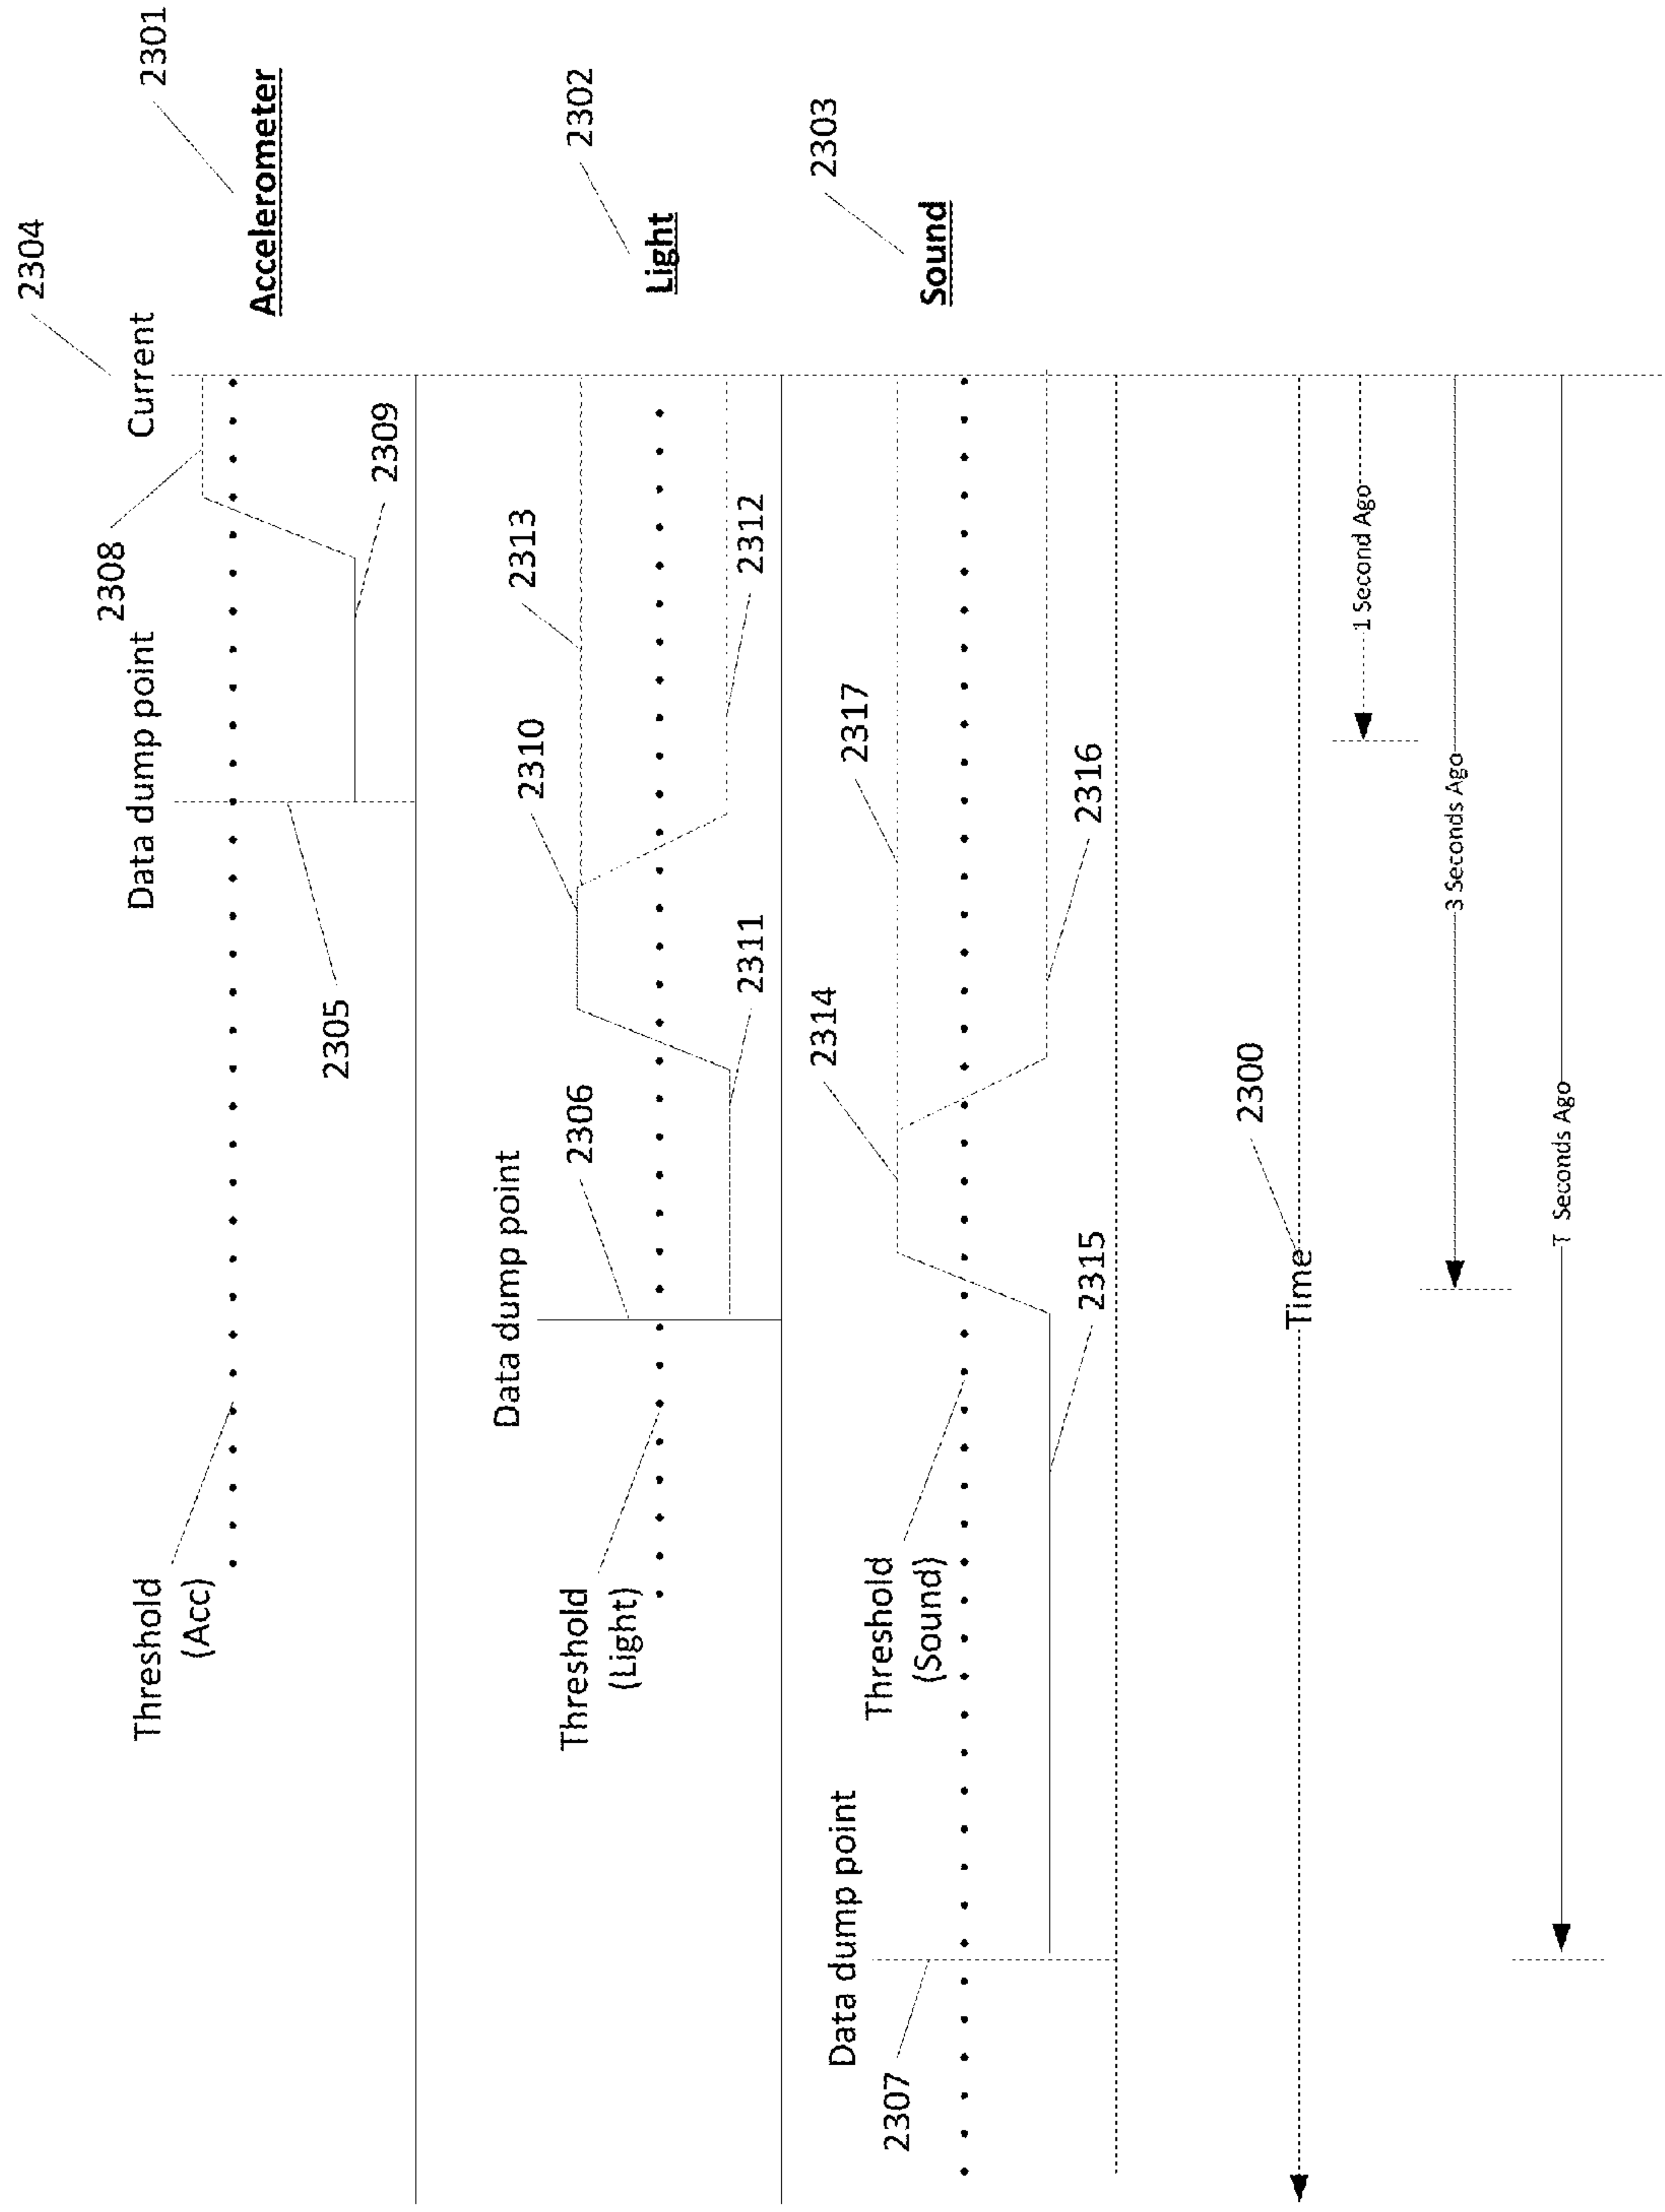 2304
2301
Current
2308
Data dump point
Threshold
(Acc)
Accelerometer
2305
2309
Data dump point
2310
2313
2302
2306
Threshold
(Light)
Light
2311
2312
2303
2314
2317
Data dump point
Threshold
(Sound)
Sound
2307
2315
2316
2300
Time
1 Second Ago
3 Seconds Ago
T Seconds Ago